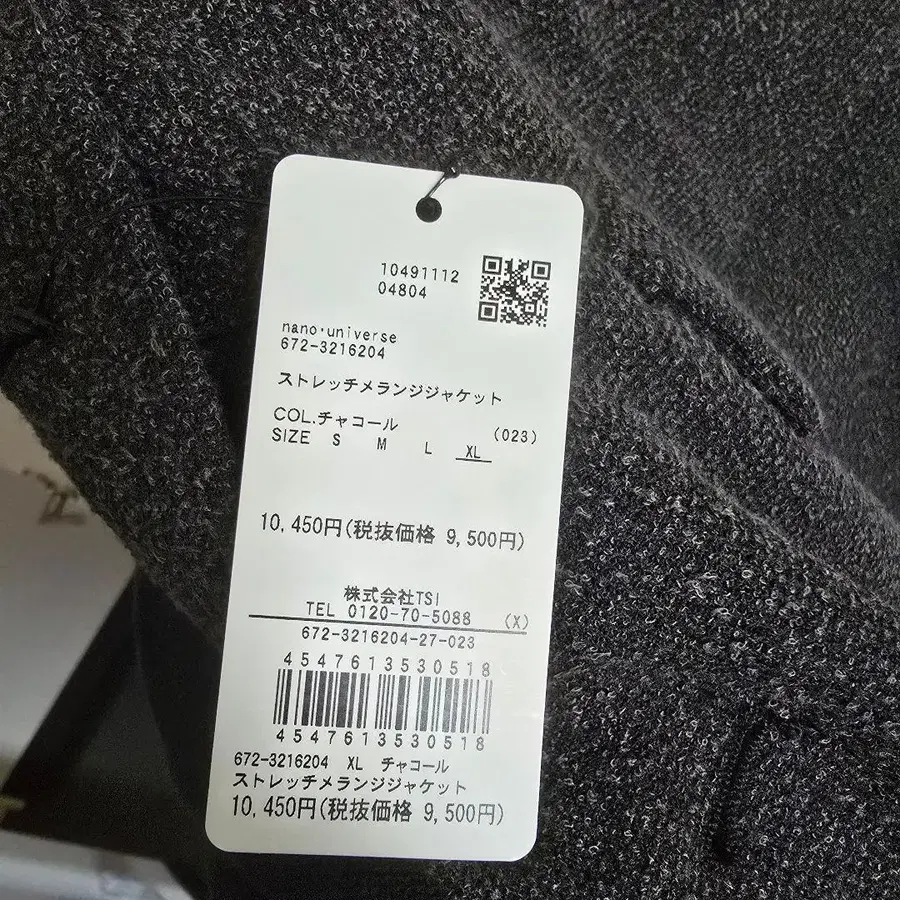 10491112
04804
nano・universe
672-3216204
ストレッチメランジジャケット
COL.チャコール (023)
SIZE S M L XL
10,450円(税抜価格 9,500円)
株式会社TSI
TEL 0120-70-5088 (X)
672-3216204-27-023
4547613530518
4547613530518
672-3216204 XL チャコール
ストレッチメランジジャケット
10,450円(税抜価格 9,500円)